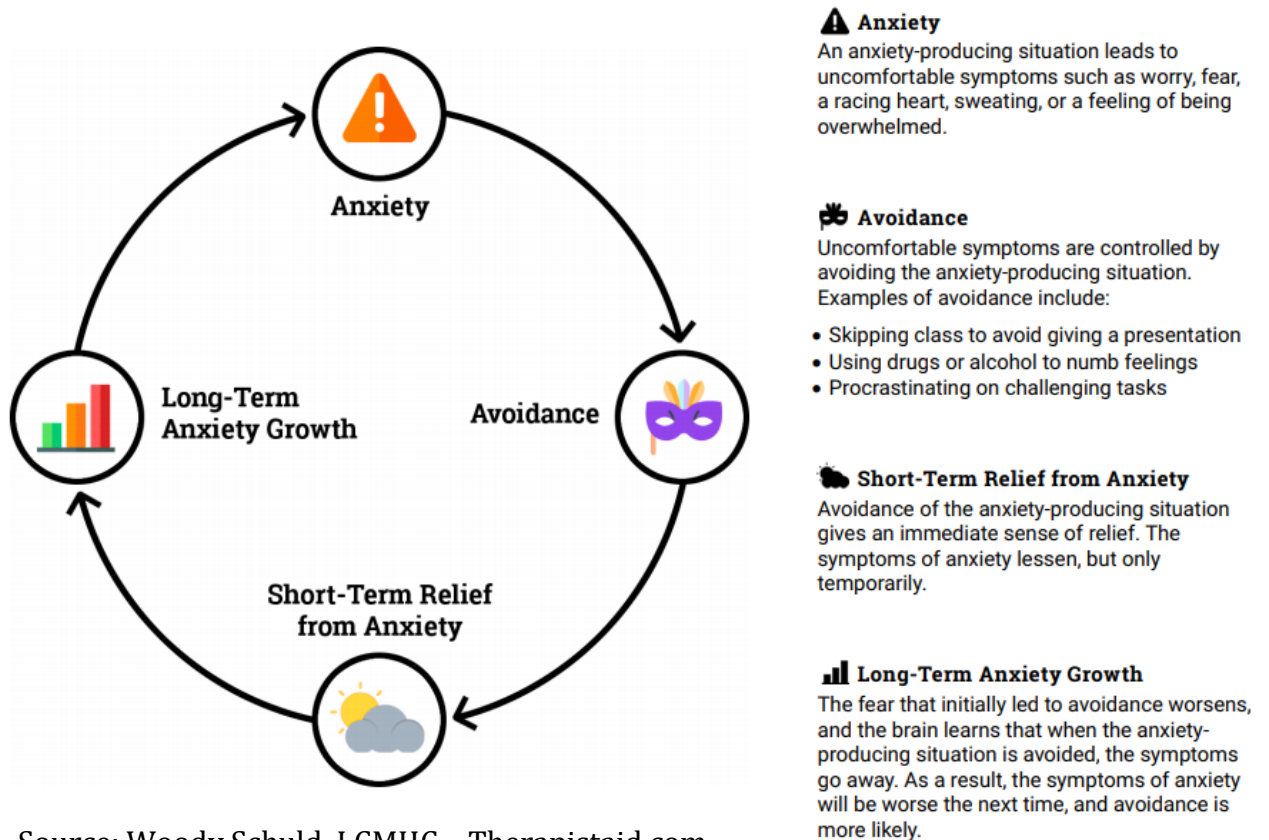 Anxiety
Long-Term
Anxiety Growth
Avoidance
Short-Term Relief
from Anxiety
Source: Woody Schuld, LCMHC – Therapistaid.com
Anxiety
An anxiety-producing situation leads to
uncomfortable symptoms such as worry, fear,
a racing heart, sweating, or a feeling of being
overwhelmed.
Avoidance
Uncomfortable symptoms are controlled by
avoiding the anxiety-producing situation.
Examples of avoidance include:
• Skipping class to avoid giving a presentation
• Using drugs or alcohol to numb feelings
• Procrastinating on challenging tasks
Short-Term Relief from Anxiety
Avoidance of the anxiety-producing situation
gives an immediate sense of relief. The
symptoms of anxiety lessen, but only
temporarily.
Long-Term Anxiety Growth
The fear that initially led to avoidance worsens,
and the brain learns that when the anxiety-
producing situation is avoided, the symptoms
go away. As a result, the symptoms of anxiety
will be worse the next time, and avoidance is
more likely.